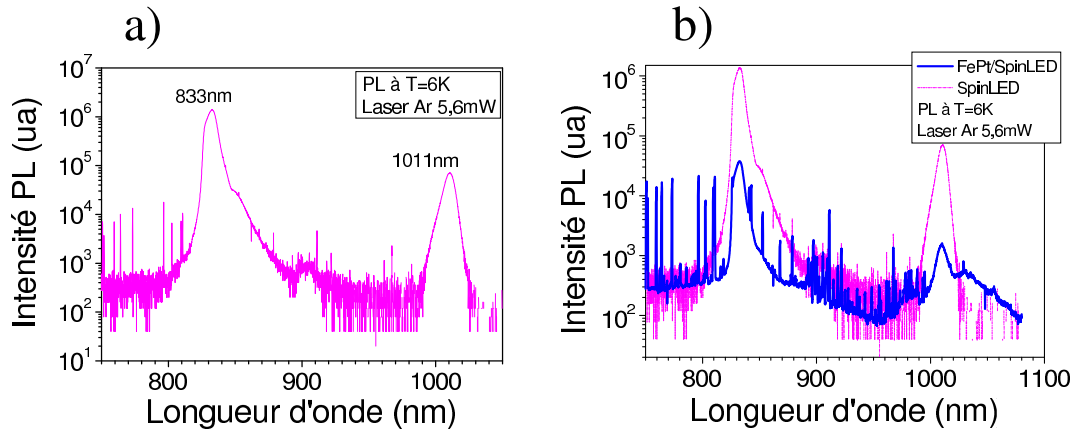 a)
10^7
10^6
10^5
10^4
10^3
10^2
10^1
Intensité PL (ua)
833nm
1011nm
PL à T=6K
Laser Ar 5,6mW
800
900
1000
Longueur d'onde (nm)
b)
10^6
10^5
10^4
10^3
10^2
Intensité PL (ua)
FePt/SpinLED
SpinLED
PL à T=6K
Laser Ar 5,6mW
800
900
1000
1100
Longueur d'onde (nm)